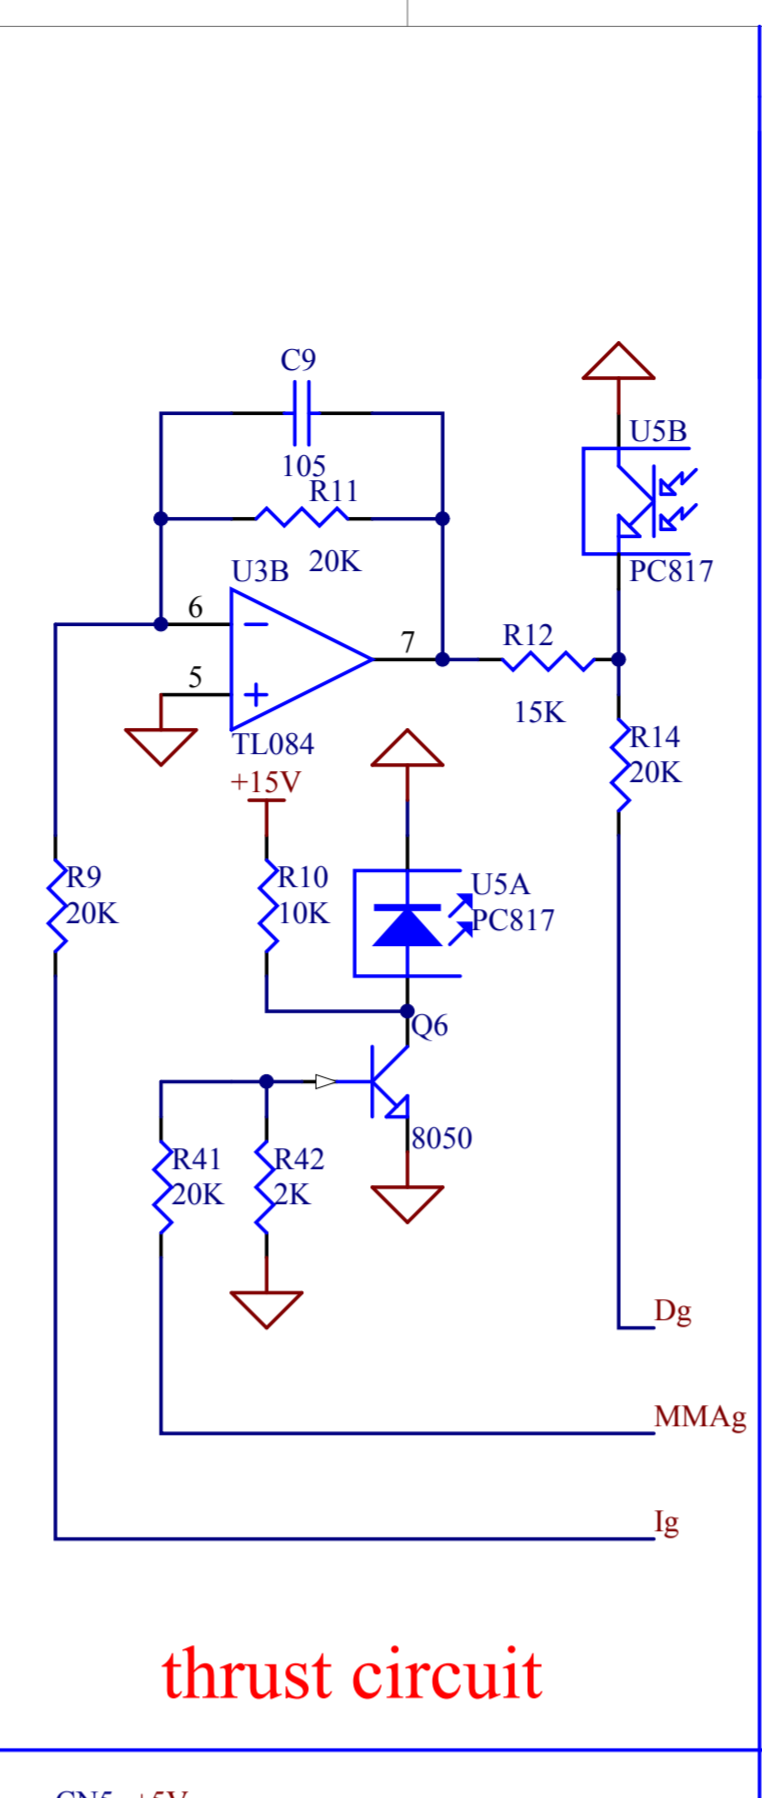 C9
105
R11
20K
U3B
6
5
7
TL084
R12
15K
U5B
PC817
R14
20K
+15V
R9
20K
R10
10K
U5A
PC817
Q6
8050
R41
20K
R42
2K
Dg
MMAg
Ig
thrust circuit